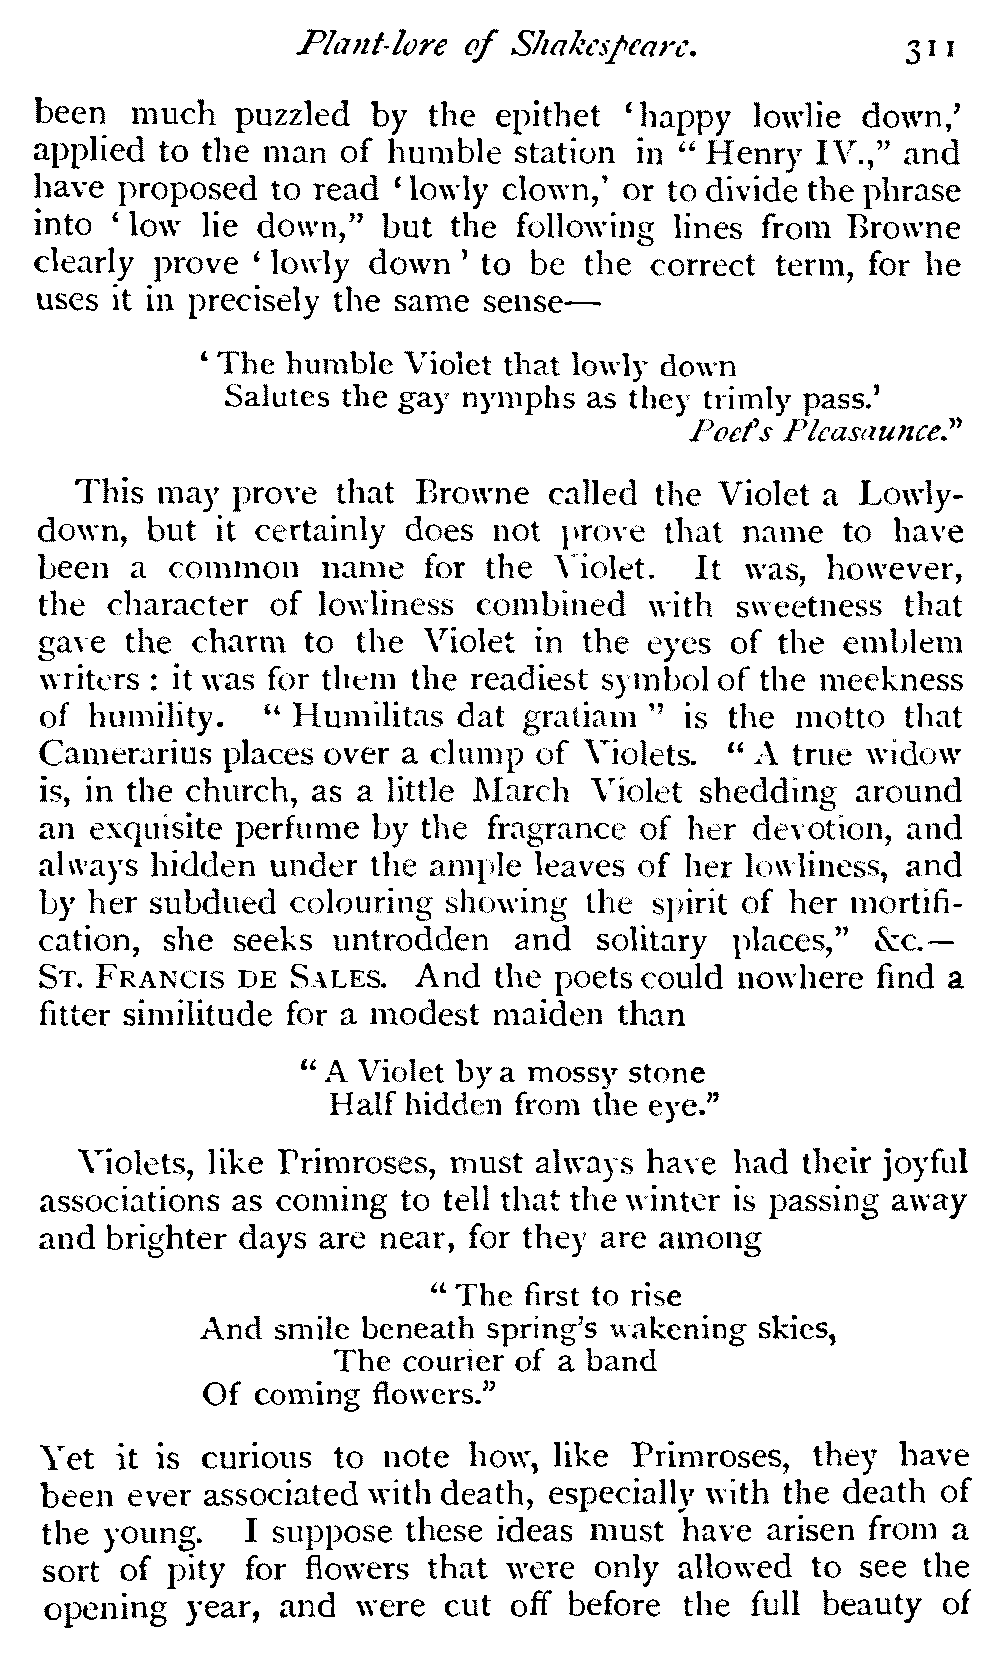 Plant-lore of Shakespeare. 311
been much puzzled by the epithet ‘happy lowlie down,’
applied to the man of humble station in “Henry IV.,” and
have proposed to read ‘lowly clown,’ or to divide the phrase
into ‘low lie down,” but the following lines from Browne
clearly prove ‘lowly down’ to be the correct term, for he
uses it in precisely the same sense—
‘The humble Violet that lowly down
Salutes the gay nymphs as they trimly pass.’
Poet's Pleasaunce.”
This may prove that Browne called the Violet a Lowly-
down, but it certainly does not prove that name to have
been a common name for the Violet. It was, however,
the character of lowliness combined with sweetness that
gave the charm to the Violet in the eyes of the emblem
writers : it was for them the readiest symbol of the meekness
of humility. “Humilitas dat gratiam” is the motto that
Camerarius places over a clump of Violets. “A true widow
is, in the church, as a little March Violet shedding around
an exquisite perfume by the fragrance of her devotion, and
always hidden under the ample leaves of her lowliness, and
by her subdued colouring showing the spirit of her mortifi-
cation, she seeks untrodden and solitary places,” &c.—
ST. FRANCIS DE SALES. And the poets could nowhere find a
fitter similitude for a modest maiden than
“A Violet by a mossy stone
Half hidden from the eye.”
Violets, like Primroses, must always have had their joyful
associations as coming to tell that the winter is passing away
and brighter days are near, for they are among
“The first to rise
And smile beneath spring's wakening skies,
The courier of a band
Of coming flowers.”
Yet it is curious to note how, like Primroses, they have
been ever associated with death, especially with the death of
the young. I suppose these ideas must have arisen from a
sort of pity for flowers that were only allowed to see the
opening year, and were cut off before the full beauty of